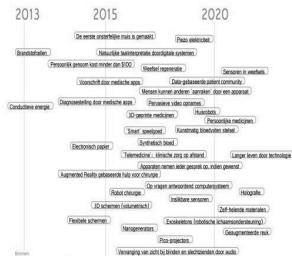 2013
2015
2020
De eerste onsterfelijke muis is gemaakt
Piezo elektriciteit
Brandstofcellen
Natuurlijke taalinterpretatie door digitale systemen
Persoonlijk genoom kost minder dan $100
Weefsel regeneratie
Sensoren in weefsels
Voorschrift door medische apps
Data-gebaseerde patient community
Mensen kunnen anderen 'aanraken' door een apparaat
Diagnosestelling door medische apps
Pervasieve video opnames
Conductieve energie
Huisrobots
3D-geprinte medicijnen
Persoonlijke medicijnen
'Smart' speelgoed
Kunstmatig bloedvaten stelsel
Synthetisch bloed
Electronisch papier
'Telemedicine': klinische zorg op afstand
Langer leven door technologie
Apparaten nemen ieder gesprek op, indien gewenst
Augmented Reality gebaseerde hulp voor chirurgie
Op vragen antwoordend computersysteem
Robot chirurgie
Holografie
Inslikbare sensoren
3D schermen (volumetrisch)
Zelf-helende materialen
Flexibele schermen
Exoskeletons (robotische lichaamsondersteuning)
Nanogenerators
Geaugmenteerde reuk
Pico-projectors
Vervanging van zicht bij blinden en slechtzienden door audio
Bronnen